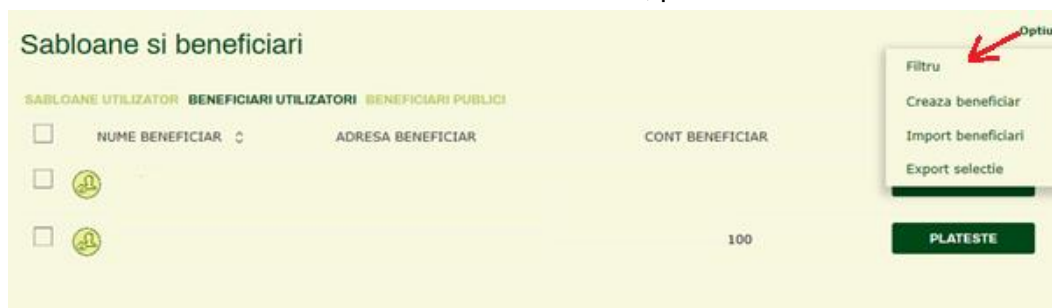 Sabloane si beneficiari
Optiu
Filtru
SABLOANE UTILIZATOR BENEFICIARI UTILIZATORI BENEFICIARI PUBLICI
Creaza beneficiar
NUME BENEFICIAR ADRESA BENEFICIAR CONT BENEFICIAR Import beneficiari
Export selectie
100 PLATESTE